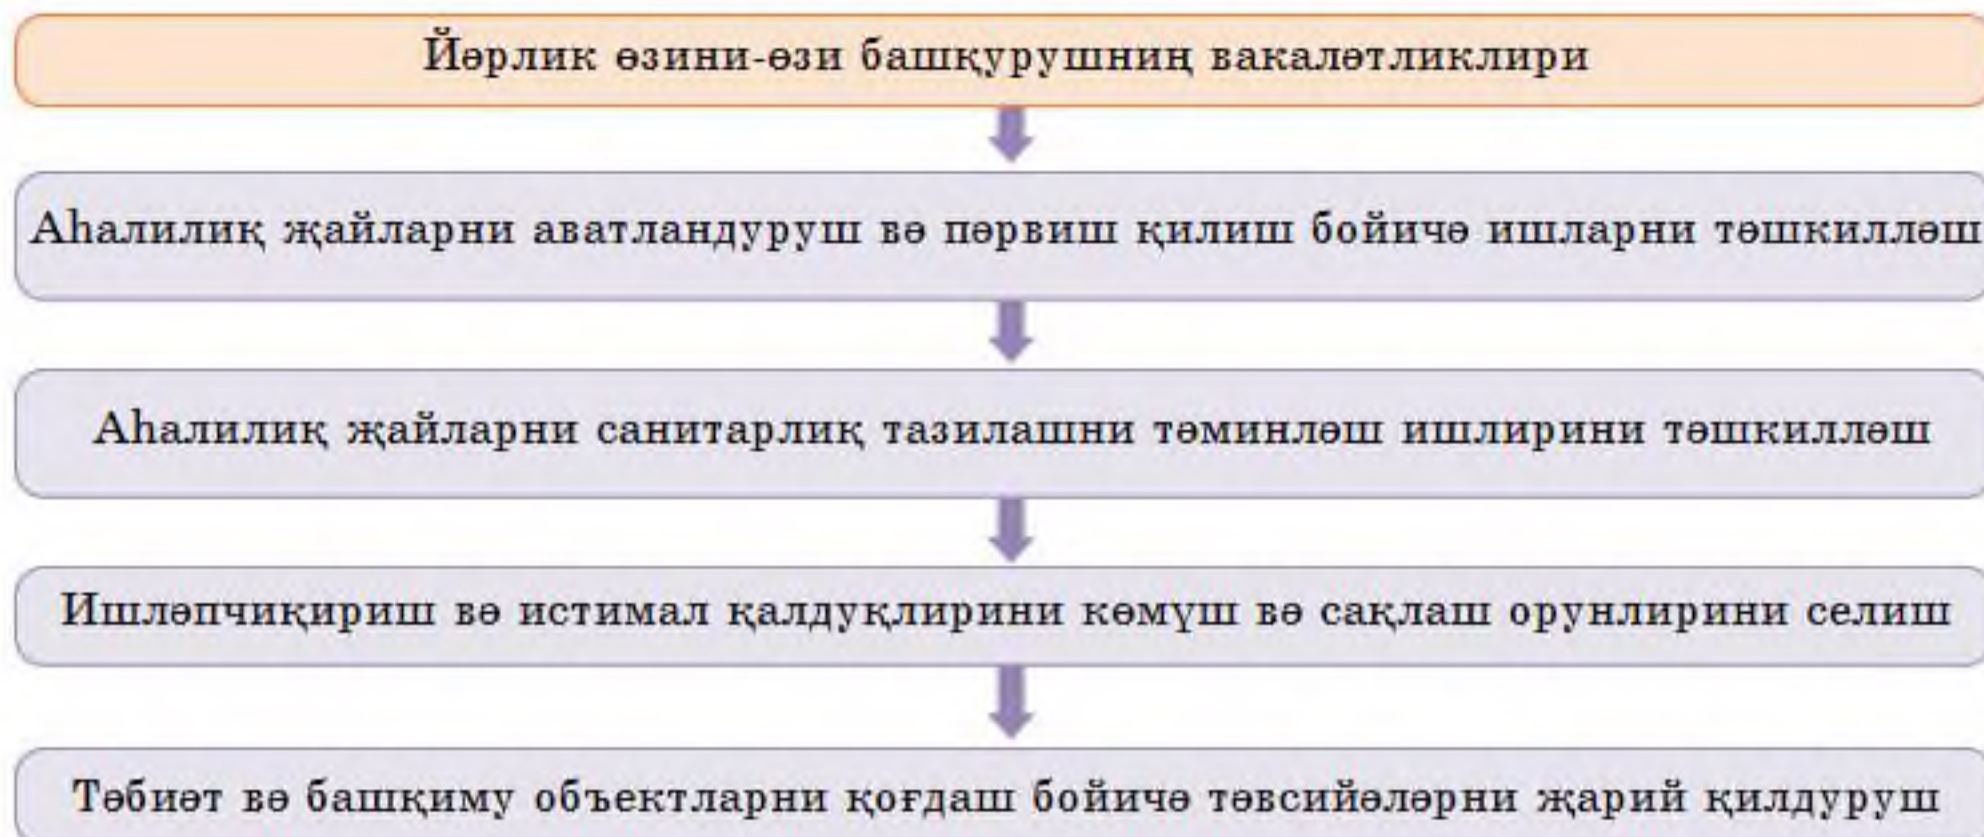 Йәрлик өзини-өзи башқурушниң вакаләтликлири
Аһалилиқ җайларни аватландуруш вә пәрвиш қилиш бойичә ишларни тәшкилләш
Аһалилиқ җайларни санитарлиқ тазилашни тәминләш ишлирини тәшкилләш
Ишләпчиқириш вә истимал қалдуқлирини көмүш вә сақлаш орунлирини селиш
Тәбиәт вә башқиму объектларни қоғдаш бойичә тәвсийәләрни җарий қилдуруш